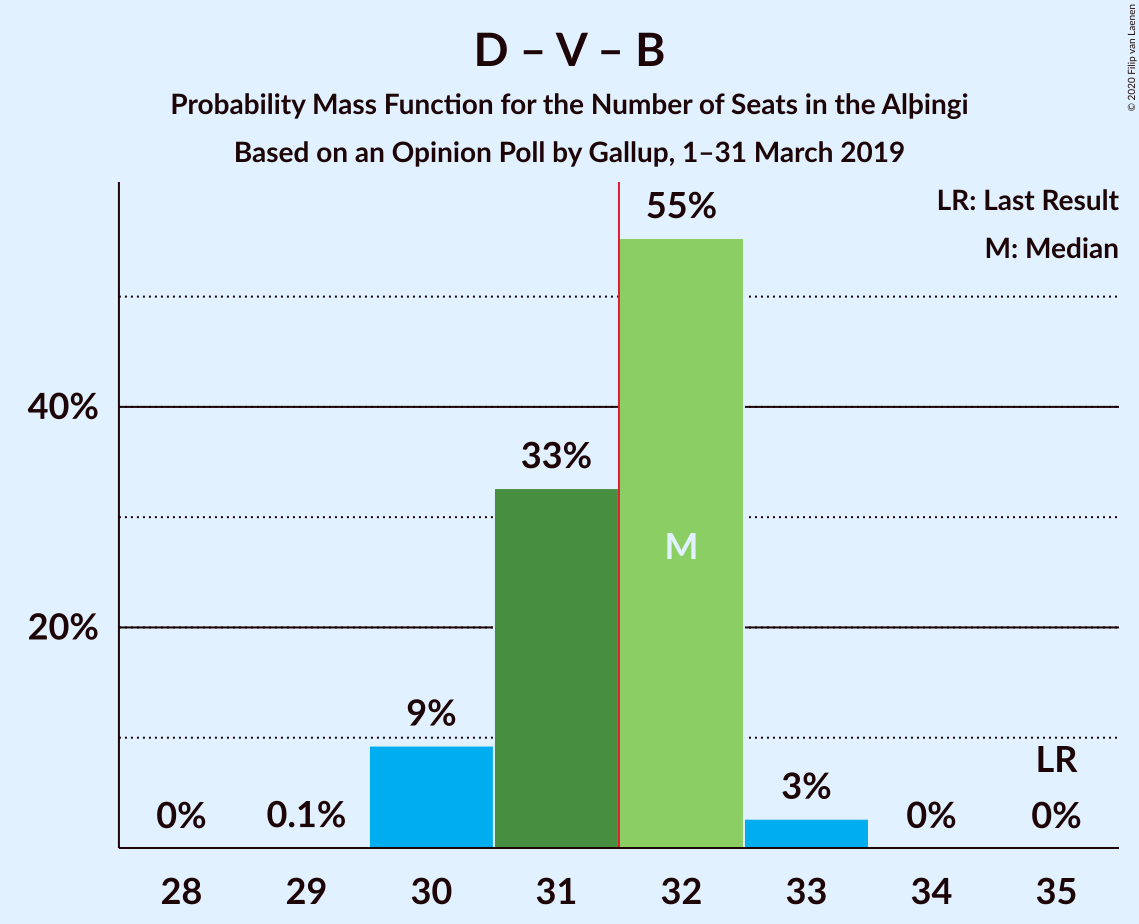 D – V – B
Probability Mass Function for the Number of Seats in the Alþingi
Based on an Opinion Poll by Gallup, 1–31 March 2019
© 2020 Filip van Laenen
LR: Last Result
M: Median
55%
40%
33%
M
20%
9%
LR
3%
0%
0.1%
0%
0%
28
29
30
31
32
33
34
35